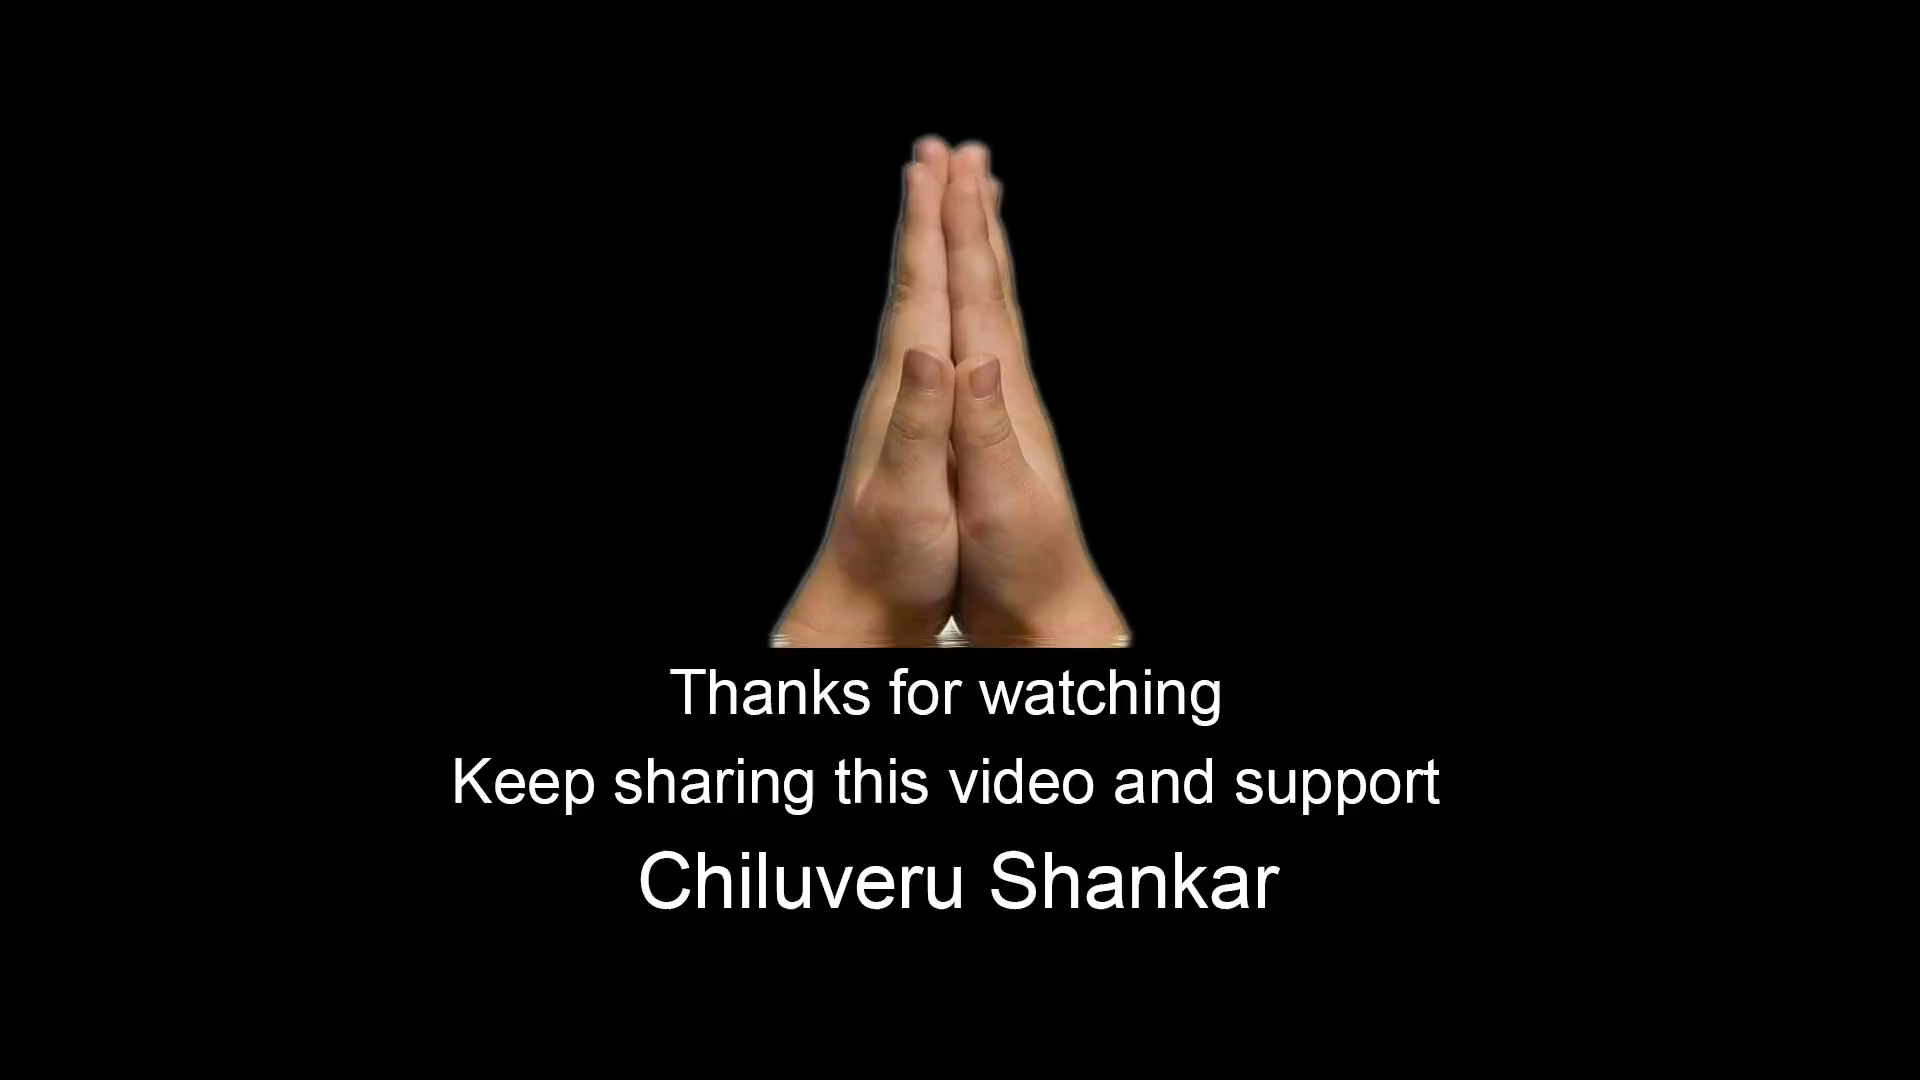 Thanks for watching
Keep sharing this video and support
Chiluveru Shankar